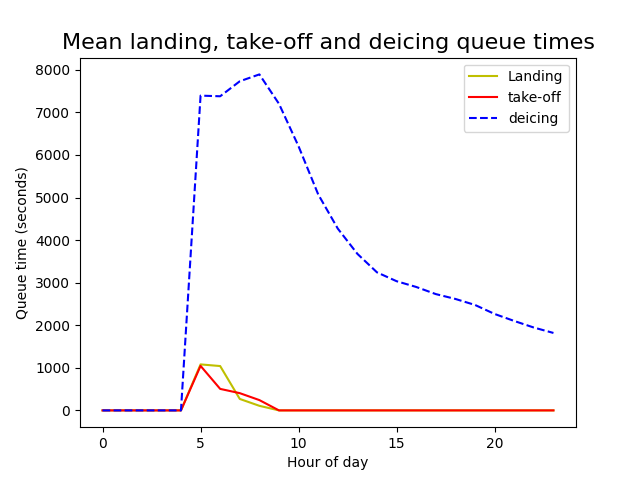 Mean landing, take-off and deicing queue times
Landing
take-off
deicing
Queue time (seconds)
8000
7000
6000
5000
4000
3000
2000
1000
0
0 5 10 15 20
Hour of day